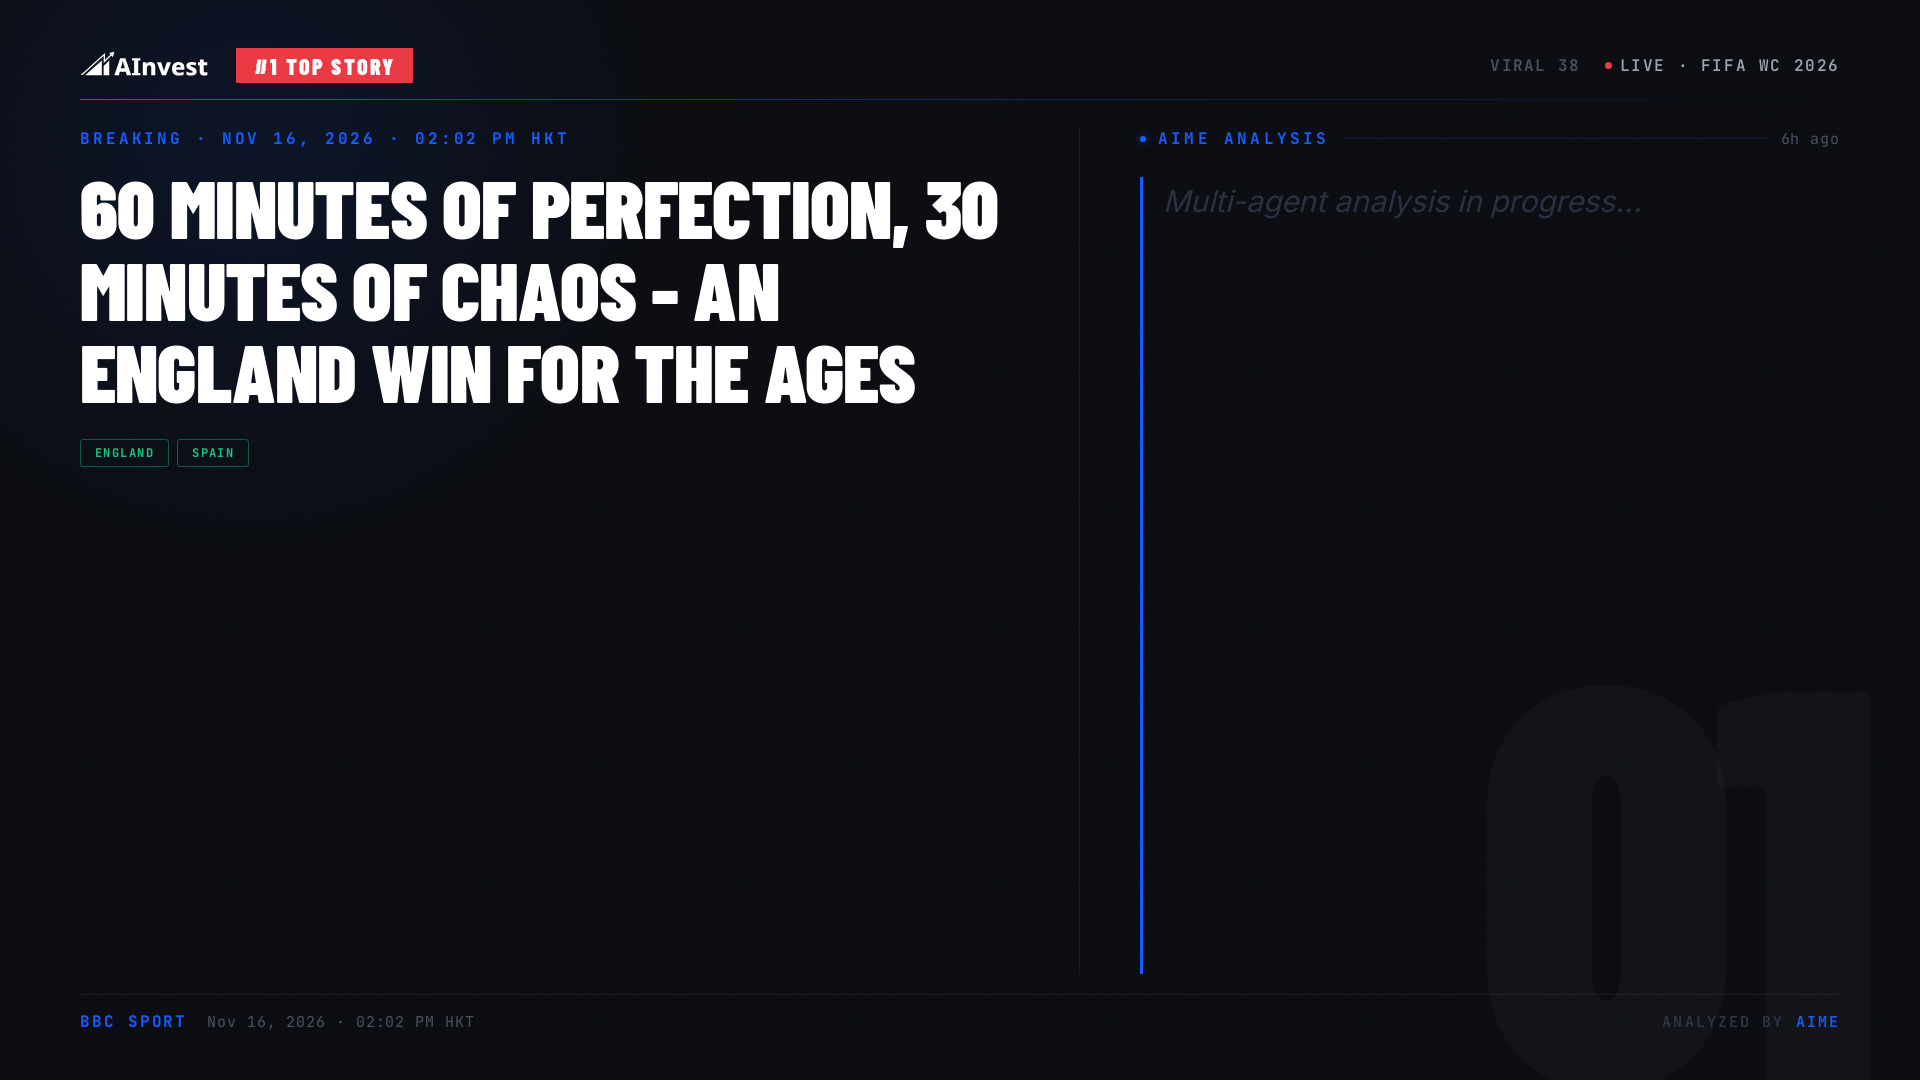 AInvest
#1 TOP STORY
VIRAL 38
LIVE · FIFA WC 2026
BREAKING · NOV 16, 2026 · 02:02 PM HKT
60 MINUTES OF PERFECTION, 30
MINUTES OF CHAOS – AN
ENGLAND WIN FOR THE AGES
ENGLAND
SPAIN
AIME ANALYSIS
6h ago
Multi-agent analysis in progress...
01
BBC SPORT
Nov 16, 2026 · 02:02 PM HKT
ANALYZED BY AIME